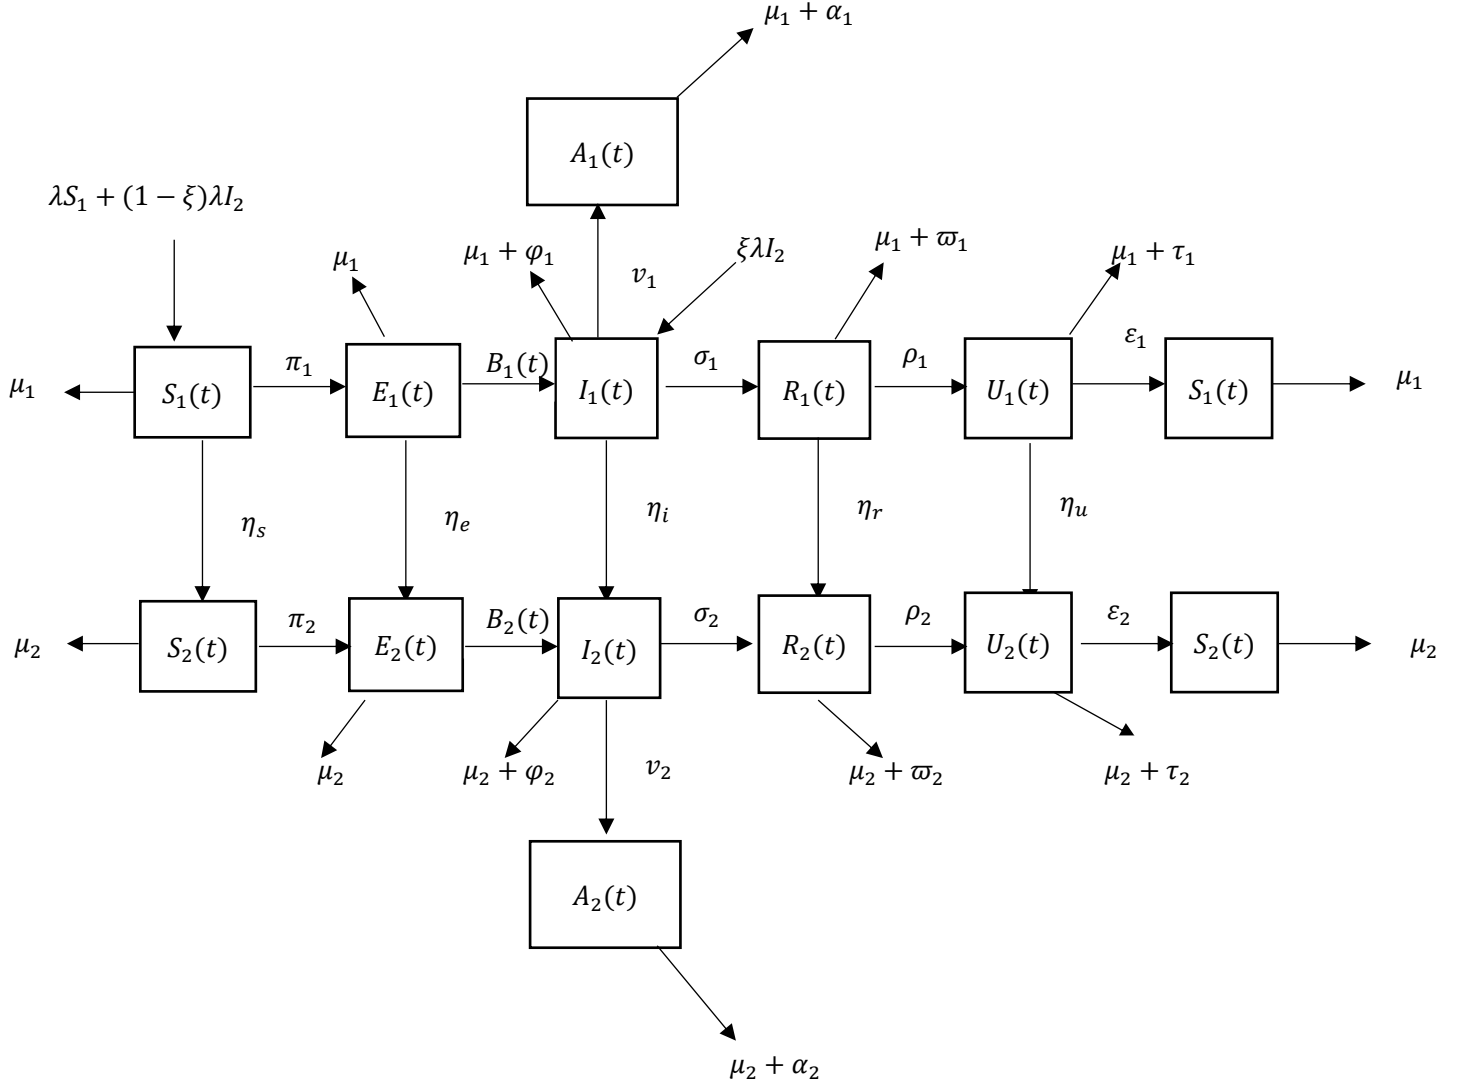 μ₁ + α₁
A₁(t)
λS₁ + (1 − ξ)λI₂
μ₁
μ₁ + φ₁
v₁
ξλI₂
μ₁ + ϖ₁
μ₁ + τ₁
μ₁
S₁(t)
π₁
E₁(t)
B₁(t)
I₁(t)
σ₁
R₁(t)
ρ₁
U₁(t)
ε₁
S₁(t)
μ₁
ηₛ
ηₑ
ηᵢ
ηᵣ
ηᵤ
μ₂
S₂(t)
π₂
E₂(t)
B₂(t)
I₂(t)
σ₂
R₂(t)
ρ₂
U₂(t)
ε₂
S₂(t)
μ₂
μ₂
μ₂ + φ₂
v₂
μ₂ + ϖ₂
μ₂ + τ₂
A₂(t)
μ₂ + α₂